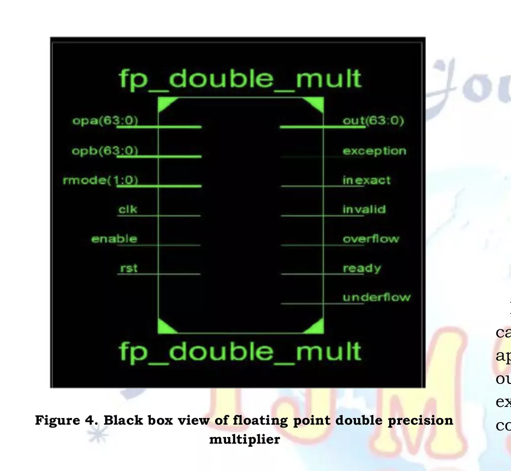 fp_double_mult
opa(63:0)
opb(63:0)
rmode(1:0)
clk
enable
rst
out(63:0)
exception
inexact
invalid
overflow
ready
underflow
fp_double_mult
Figure 4. Black box view of floating point double precision
multiplier